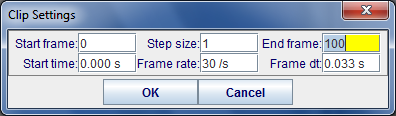 Clip Settings
Start frame: 0 Step size: 1 End frame: 100
Start time: 0.000 s Frame rate: 30 /s Frame dt: 0.033 s
OK Cancel